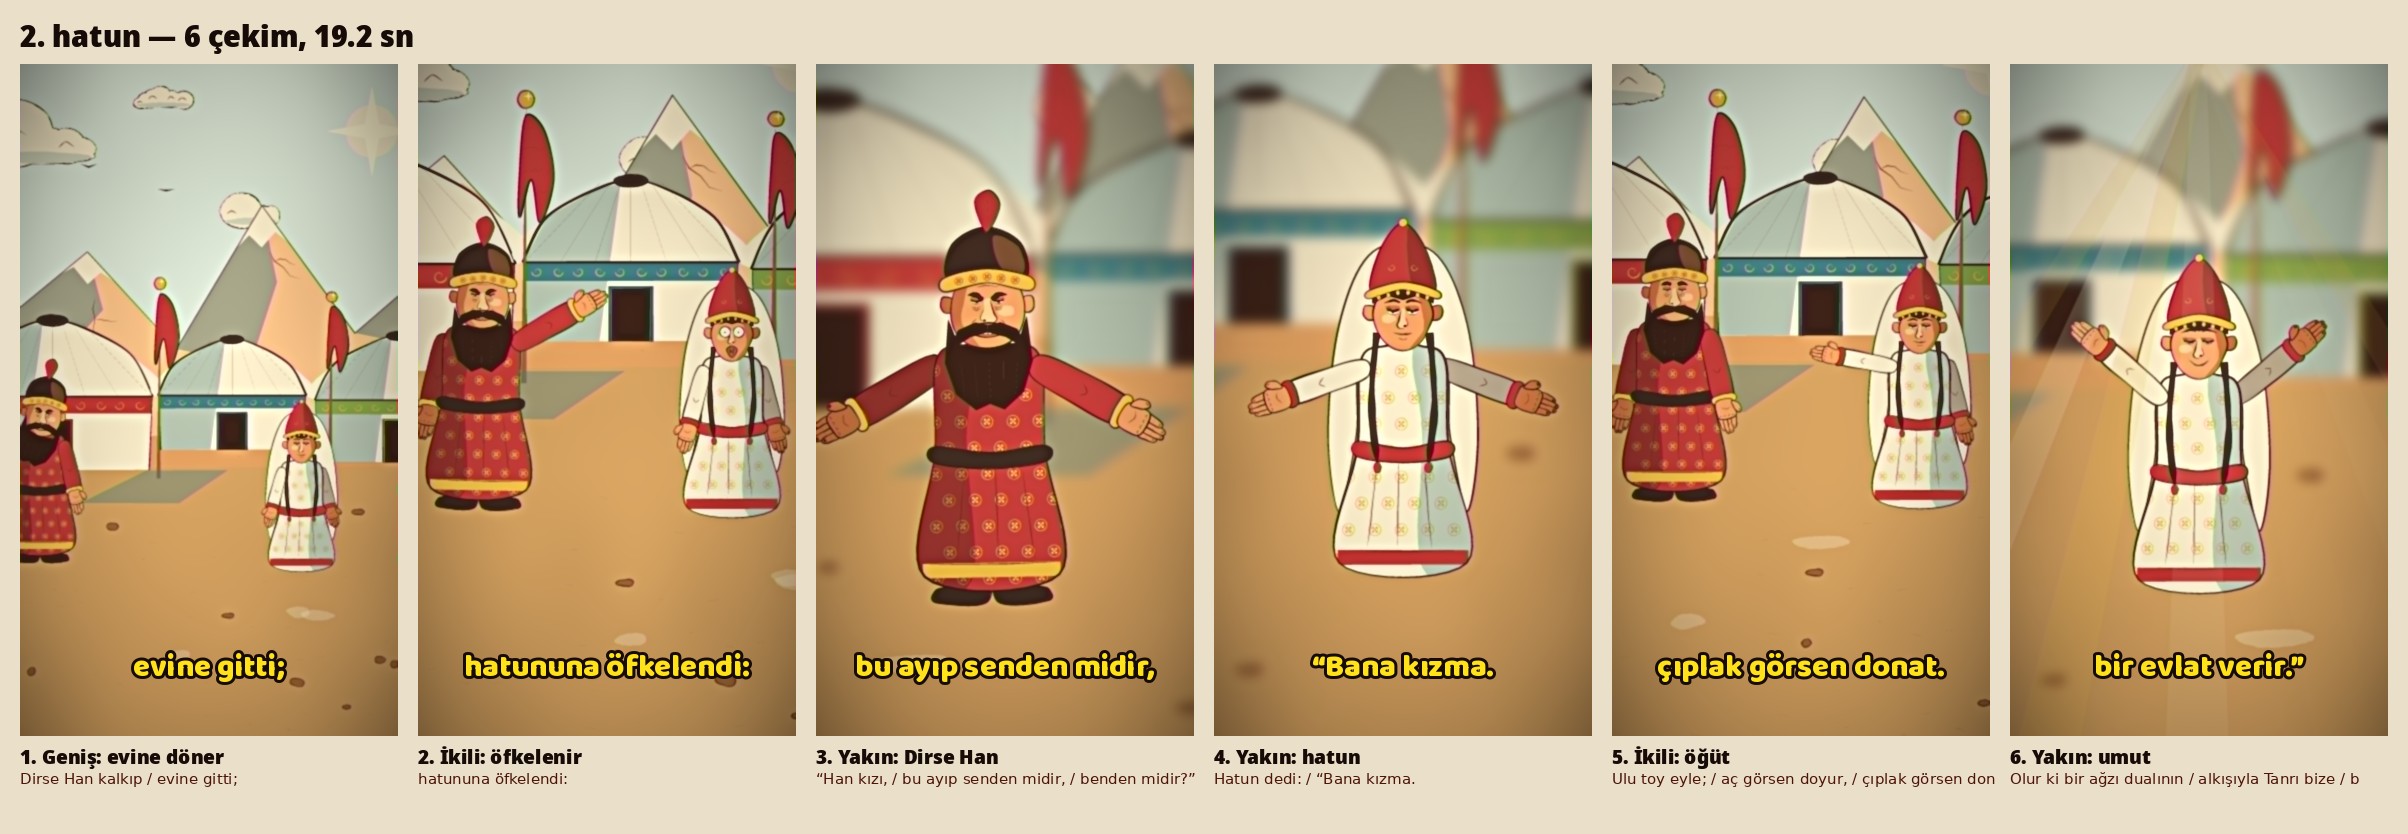 2. hatun — 6 çekim, 19.2 sn
evine gitti;
hatununa öfkelendi:
bu ayıp senden midir,
“Bana kızma.
çıplak görsen donat.
bir evlat verir.”
1. Geniş: evine döner
Dirse Han kalkıp / evine gitti;
2. İkili: öfkelenir
hatununa öfkelendi:
3. Yakın: Dirse Han
“Han kızı, / bu ayıp senden midir, / benden midir?”
4. Yakın: hatun
Hatun dedi: / “Bana kızma.
5. İkili: öğüt
Ulu toy eyle; / aç görsen doyur, / çıplak görsen don
6. Yakın: umut
Olur ki bir ağzı dualının / alkışıyla Tanrı bize / b